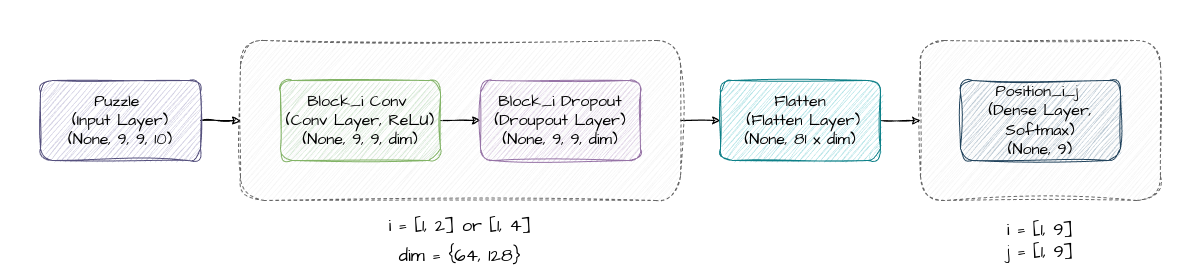 Puzzle
(Input Layer)
(None, 9, 9, 10)
Block_i Conv
(Conv Layer, ReLU)
(None, 9, 9, dim)
Block_i Dropout
(Droupout Layer)
(None, 9, 9, dim)
Flatten
(Flatten Layer)
(None, 81 x dim)
Position_i_j
(Dense Layer,
Softmax)
(None, 9)
i = [1, 2] or [1, 4]
dim = {64, 128}
i = [1, 9]
j = [1, 9]